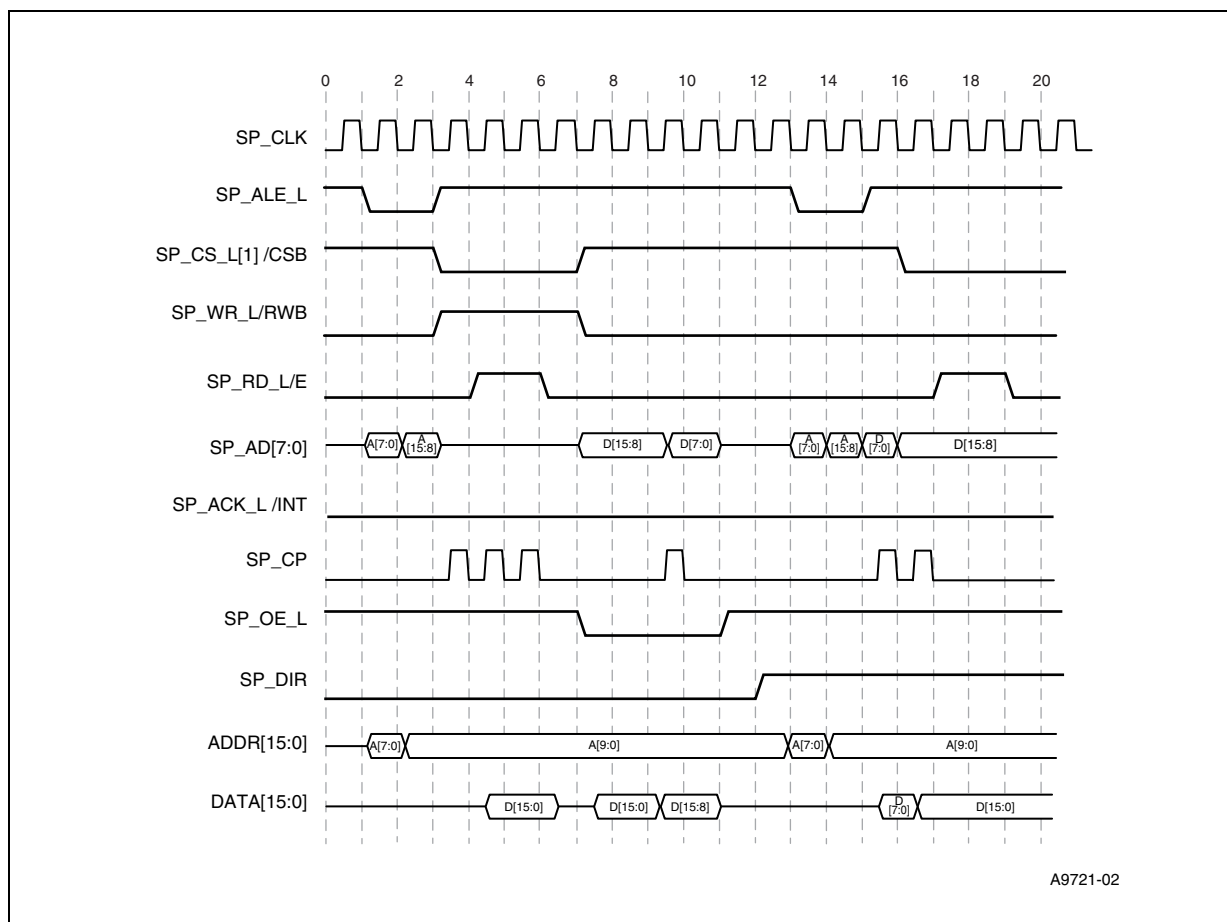 0 2 4 6 8 10 12 14 16 18 20
SP_CLK
SP_ALE_L
SP_CS_L[1] /CSB
SP_WR_L/RWB
SP_RD_L/E
SP_AD[7:0] A[7:0] A [15:8] D[15:8] D[7:0] A [7:0] A [15:8] D [7:0] D[15:8]
SP_ACK_L /INT
SP_CP
SP_OE_L
SP_DIR
ADDR[15:0] A[7:0] A[9:0] A[7:0] A[9:0]
DATA[15:0] D[15:0] D[15:0] D[15:8] D [7:0] D[15:0]
A9721-02